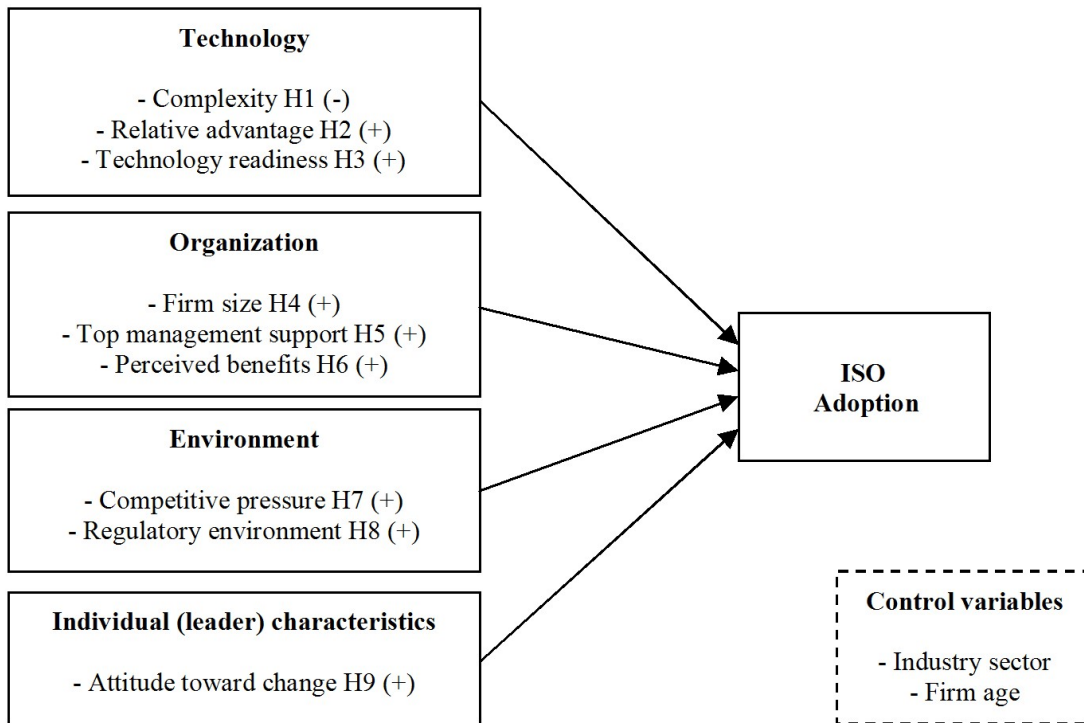 Technology
- Complexity H1 (-)
- Relative advantage H2 (+)
- Technology readiness H3 (+)
Organization
- Firm size H4 (+)
- Top management support H5 (+)
- Perceived benefits H6 (+)
Environment
- Competitive pressure H7 (+)
- Regulatory environment H8 (+)
Individual (leader) characteristics
- Attitude toward change H9 (+)
ISO
Adoption
Control variables
- Industry sector
- Firm age